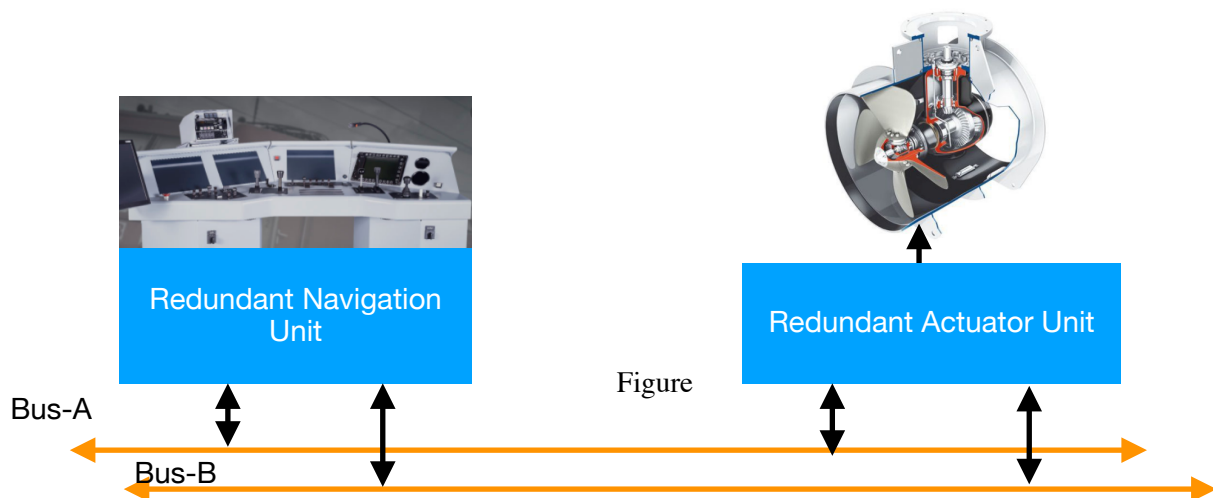 Redundant Navigation
Unit
Redundant Actuator Unit
Figure
Bus-A
Bus-B